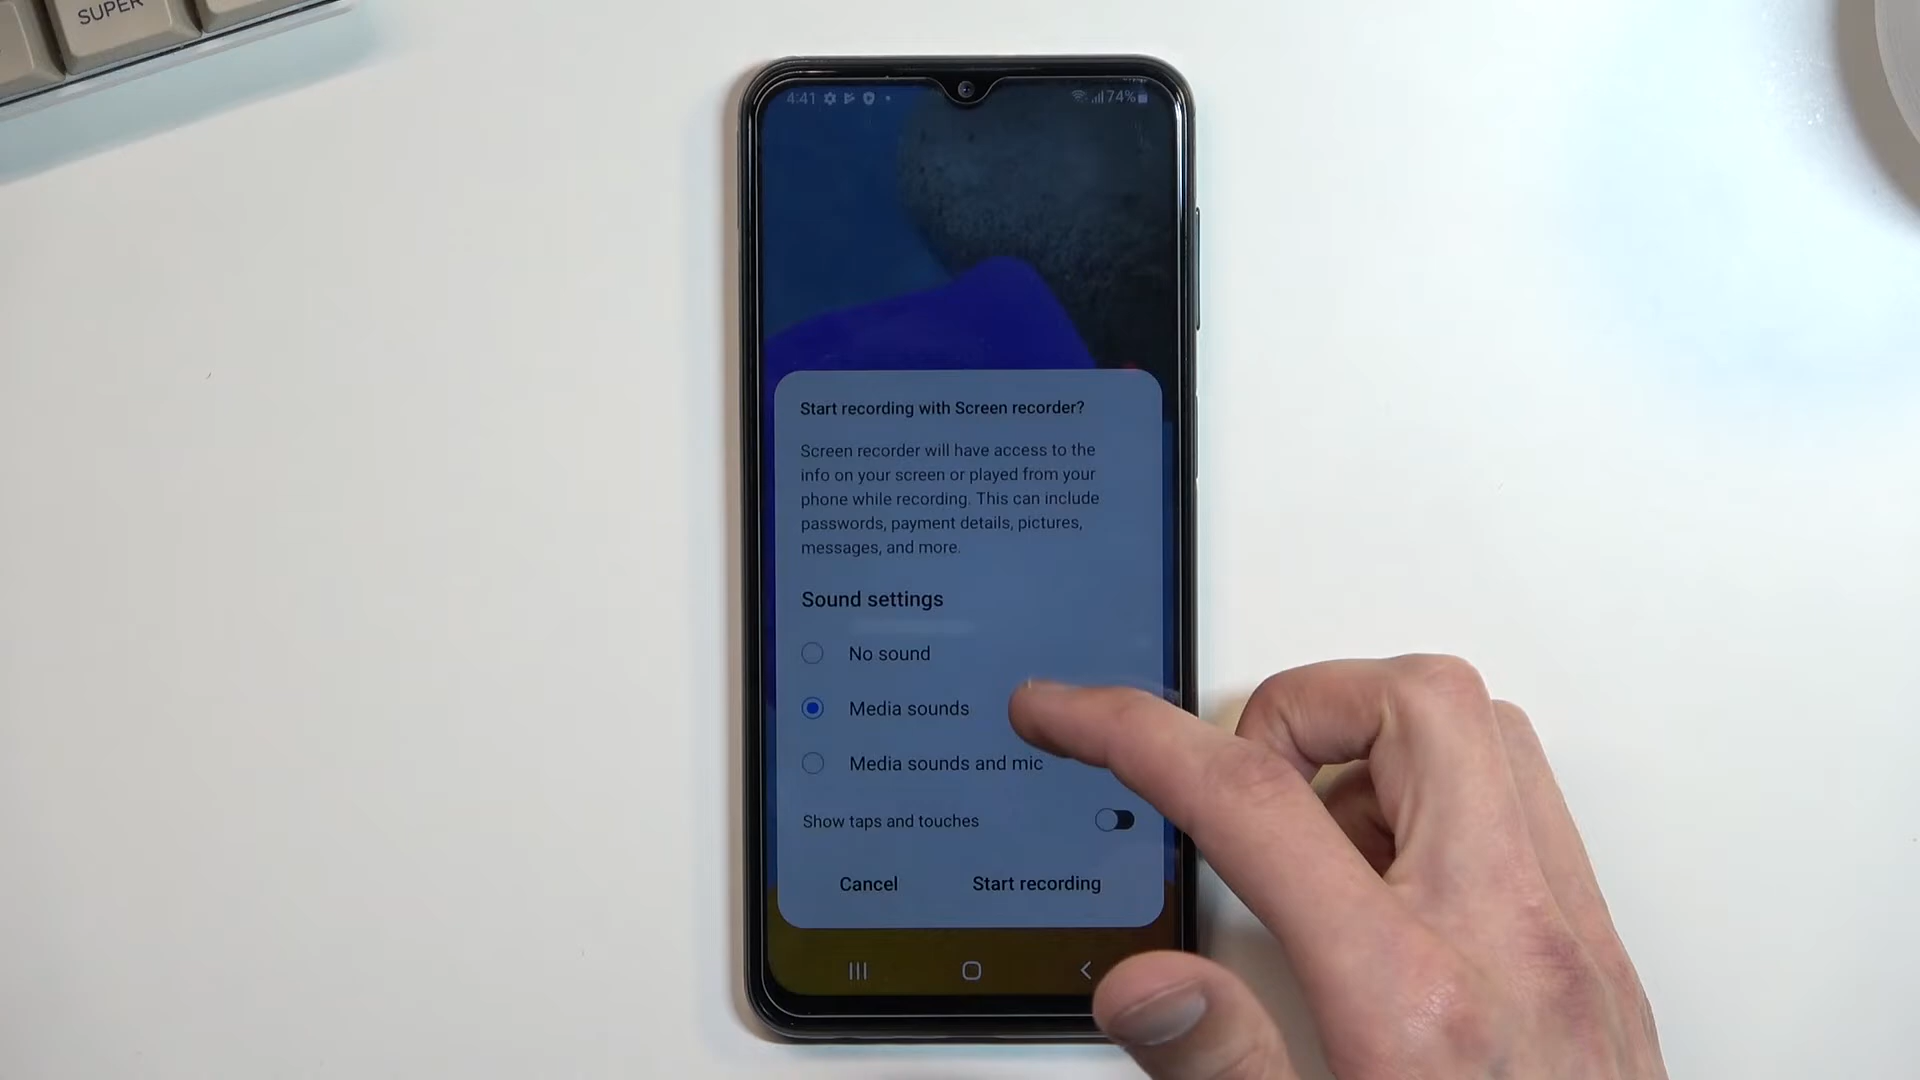 SUPER
4:41 74%
Start recording with Screen recorder?
Screen recorder will have access to the
info on your screen or played from your
phone while recording. This can include
passwords, payment details, pictures,
messages, and more.
Sound settings
No sound
Media sounds
Media sounds and mic
Show taps and touches
Cancel Start recording